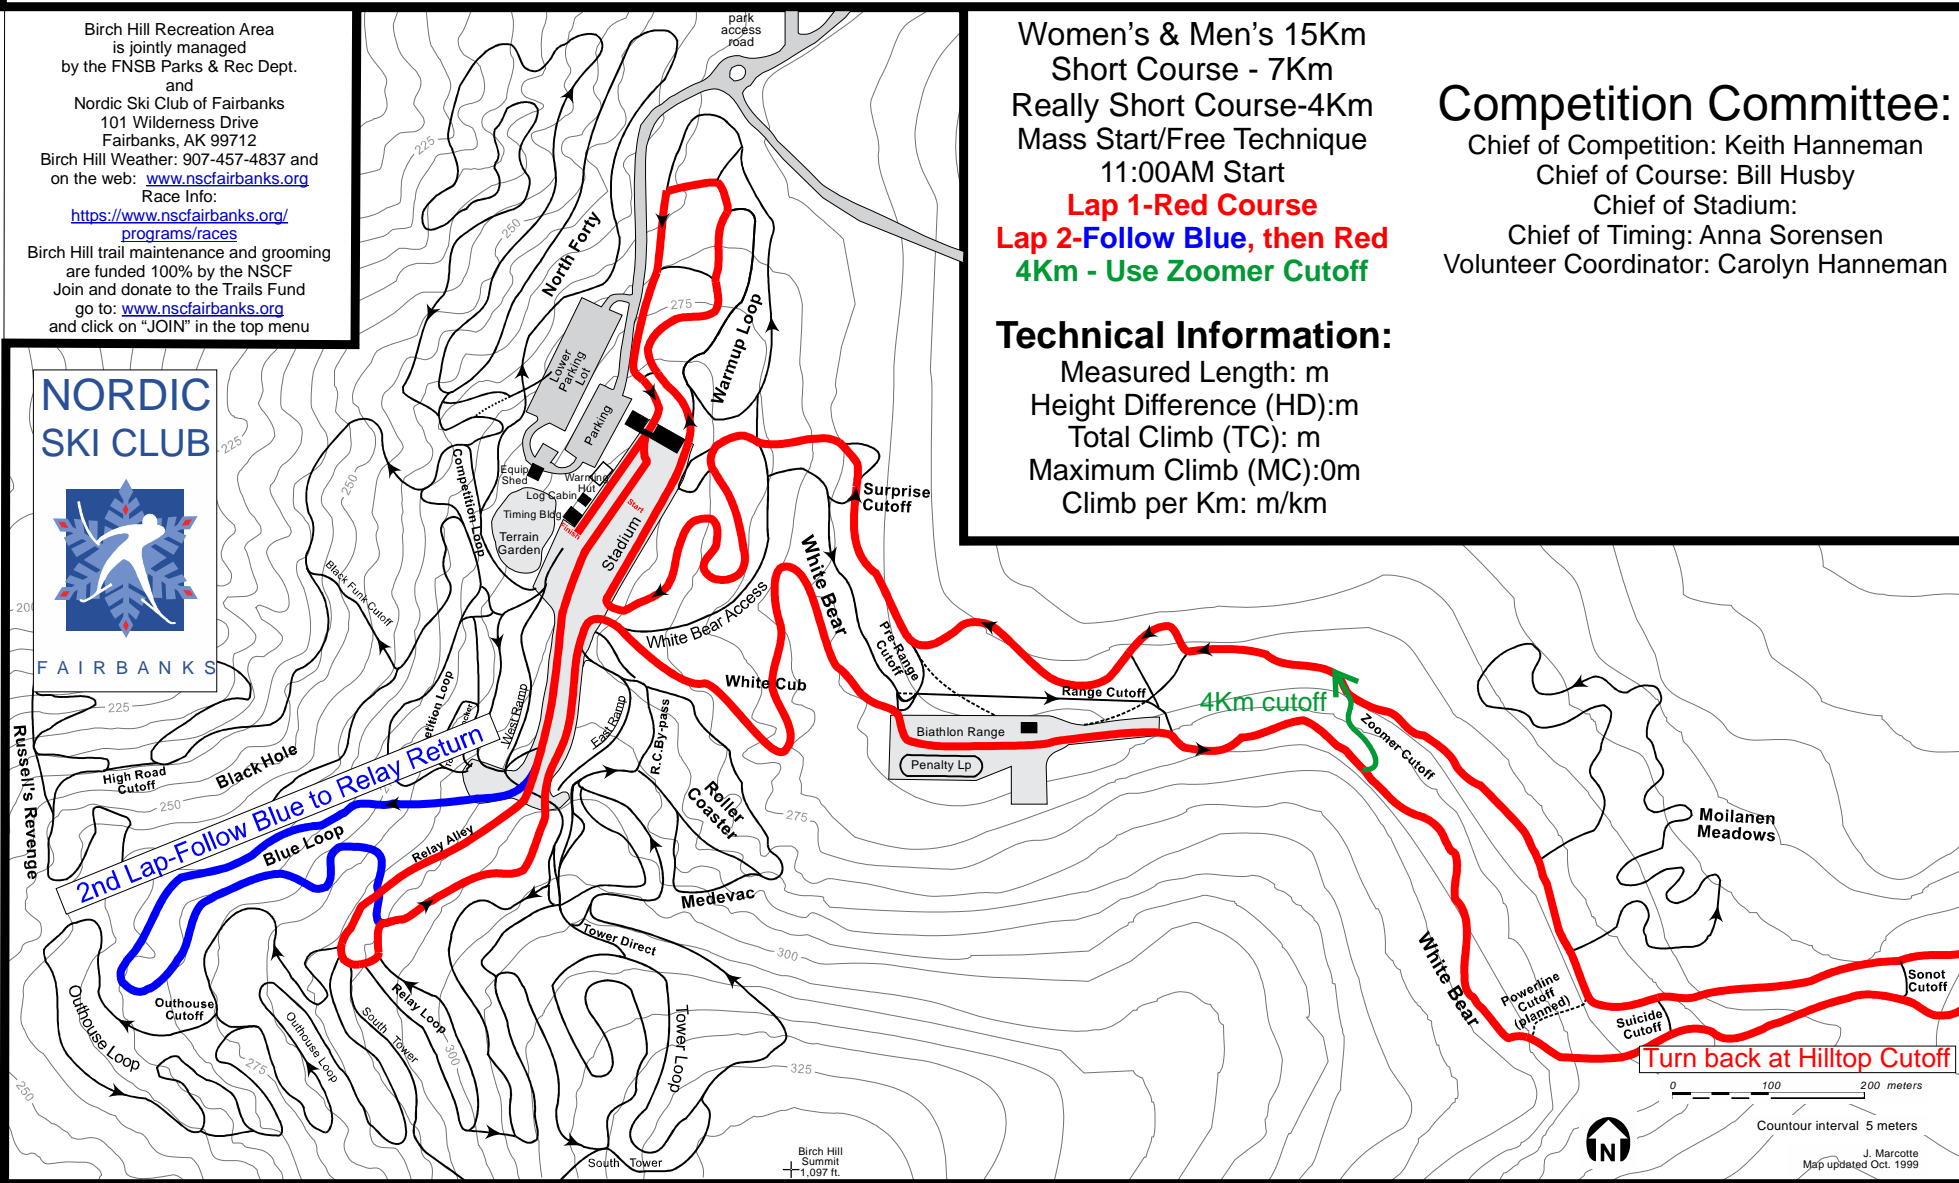 Birch Hill Recreation Area
is jointly managed
by the FNSB Parks & Rec Dept.
and
Nordic Ski Club of Fairbanks
101 Wilderness Drive
Fairbanks, AK 99712
Birch Hill Weather: 907-457-4837 and
on the web: www.nscfairbanks.org
Race Info:
https://www.nscfairbanks.org/
programs/races
Birch Hill trail maintenance and grooming
are funded 100% by the NSCF
Join and donate to the Trails Fund
go to: www.nscfairbanks.org
and click on “JOIN” in the top menu
NORDIC
SKI CLUB
FAIRBANKS
Women’s & Men’s 15Km
Short Course - 7Km
Really Short Course-4Km
Mass Start/Free Technique
11:00AM Start
Lap 1-Red Course
Lap 2-Follow Blue, then Red
4Km - Use Zoomer Cutoff
Technical Information:
Measured Length: m
Height Difference (HD):m
Total Climb (TC): m
Maximum Climb (MC):0m
Climb per Km: m/km
Competition Committee:
Chief of Competition: Keith Hanneman
Chief of Course: Bill Husby
Chief of Stadium:
Chief of Timing: Anna Sorensen
Volunteer Coordinator: Carolyn Hanneman
park
access
road
225
250
North Forty
275
Warmup Loop
Lower
Parking
Lot
Parking
225
250
Competition Loop
Equip
Shed
Warming
Hut
Log Cabin
Timing Bldg
Terrain
Garden
Start
Finish
Stadium
Surprise
Cutoff
White Bear
Black Funk Cutoff
200
White Bear Access
Pre-Range
Cutoff
White Cub
Range Cutoff
4Km cutoff
Zoomer Cutoff
Biathlon Range
Penalty Lp
225
Russell's Revenge
High Road
Cutoff
250
Black Hole
etition Loop
West Ramp
East Ramp
R.C.By-pass
Roller
Coaster
275
2nd Lap-Follow Blue to Relay Return
Blue Loop
Relay Alley
Medevac
Moilanen
Meadows
Tower Direct
300
White Bear
Powerline
Cutoff
(planned)
Suicide
Cutoff
Sonot
Cutoff
Outhouse
Cutoff
Outhouse Loop
Outhouse Loop
Relay Loop
South
Tower
300
Tower Loop
275
250
325
Turn back at Hilltop Cutoff
0 100 200 meters
Countour interval 5 meters
N
J. Marcotte
Map updated Oct. 1999
South Tower
Birch Hill
Summit
1,097 ft.